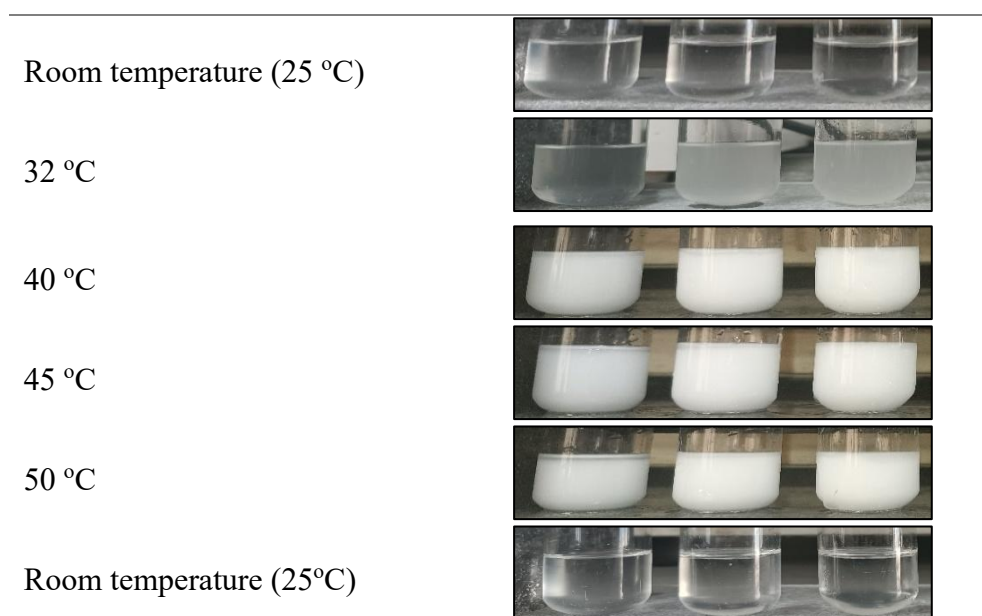 Room temperature (25 ºC)
32 ºC
40 ºC
45 ºC
50 ºC
Room temperature (25ºC)